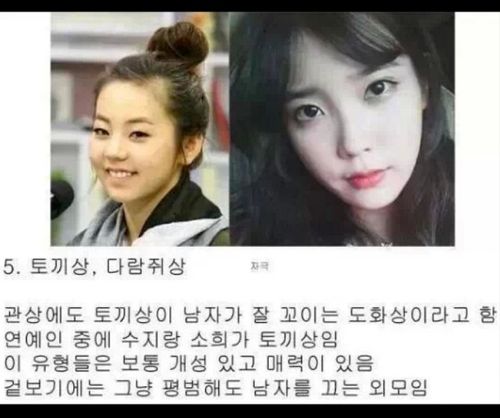 5. 토끼상, 다람쥐상
자극
관상에도 토끼상이 남자가 잘 꼬이는 도화상이라고 함
연예인 중에 수지랑 소희가 토끼상임
이 유형들은 보통 개성 있고 매력이 있음
겉보기에는 그냥 평범해도 남자를 끄는 외모임